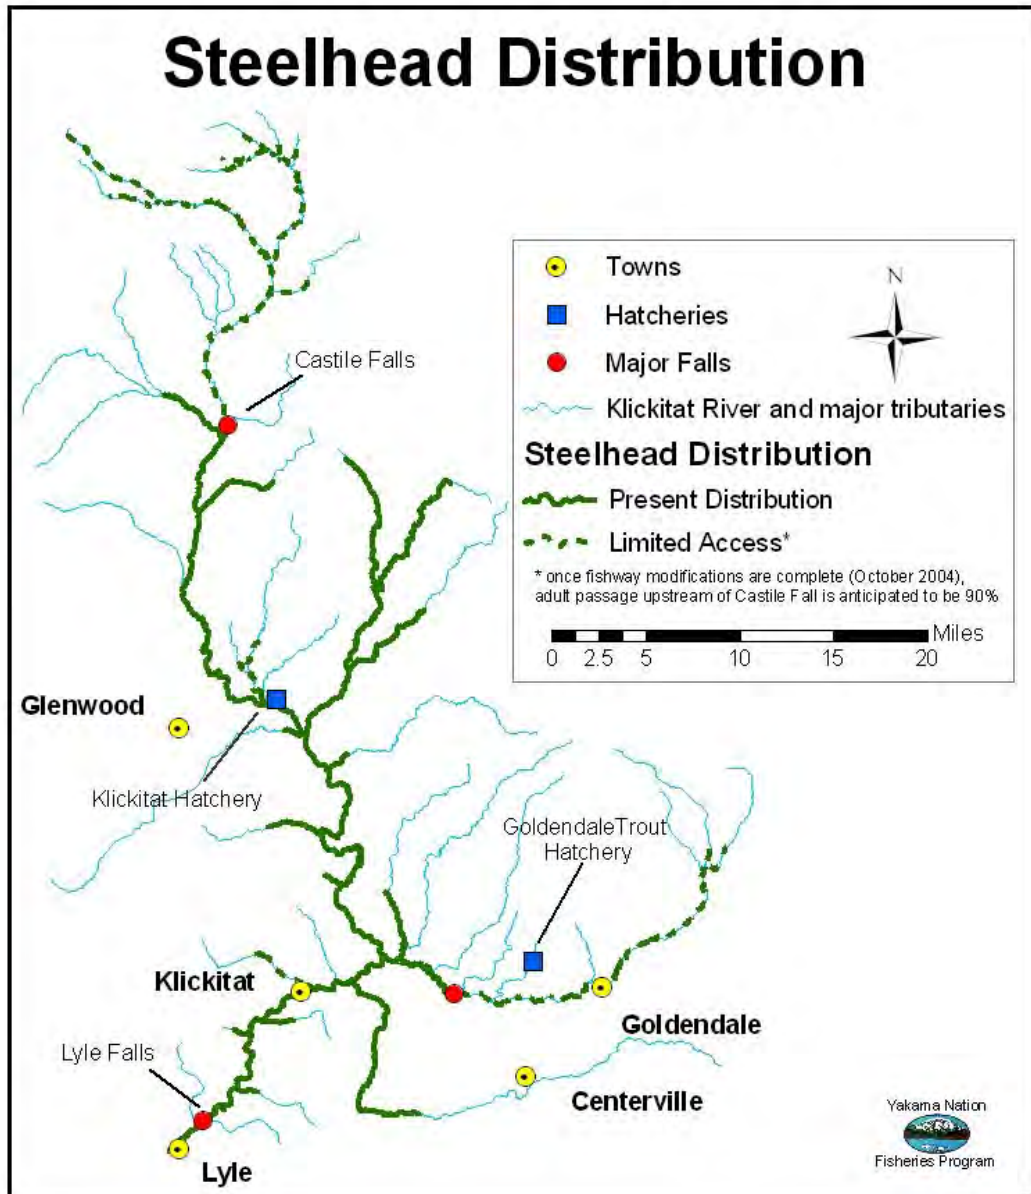 Steelhead Distribution
N
Towns
Hatcheries
Major Falls
Klickitat River and major tributaries
Steelhead Distribution
Present Distribution
Limited Access*
* once fishway modifications are complete (October 2004),
adult passage upstream of Castile Fall is anticipated to be 90%
Miles
0 2.5 5 10 15 20
Castile Falls
Glenwood
Klickitat Hatchery
GoldendaleTrout
Hatchery
Klickitat
Goldendale
Lyle Falls
Centerville
Lyle
Yakama Nation
Fisheries Program